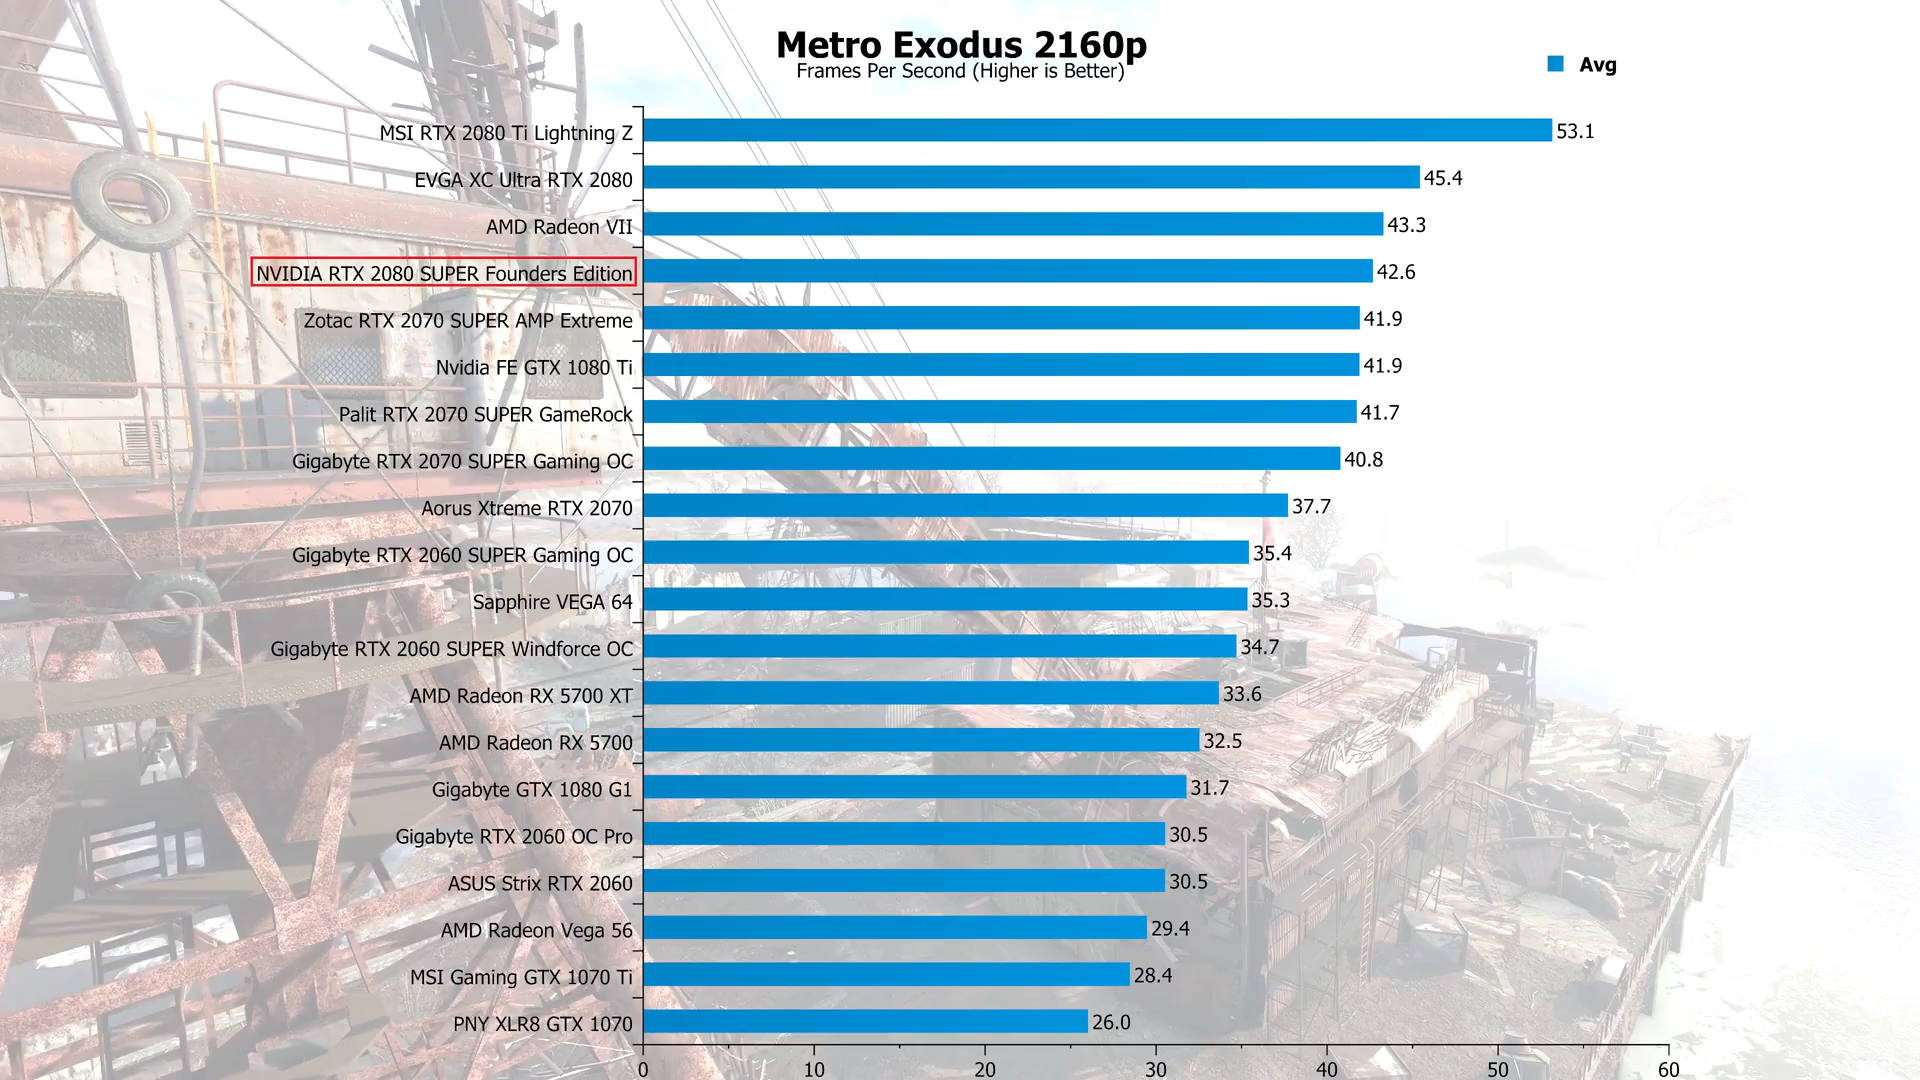 Metro Exodus 2160p
Frames Per Second (Higher is Better)
Avg
MSI RTX 2080 Ti Lightning Z 53.1
EVGA XC Ultra RTX 2080 45.4
AMD Radeon VII 43.3
NVIDIA RTX 2080 SUPER Founders Edition 42.6
Zotac RTX 2070 SUPER AMP Extreme 41.9
Nvidia FE GTX 1080 Ti 41.9
Palit RTX 2070 SUPER GameRock 41.7
Gigabyte RTX 2070 SUPER Gaming OC 40.8
Aorus Xtreme RTX 2070 37.7
Gigabyte RTX 2060 SUPER Gaming OC 35.4
Sapphire VEGA 64 35.3
Gigabyte RTX 2060 SUPER Windforce OC 34.7
AMD Radeon RX 5700 XT 33.6
AMD Radeon RX 5700 32.5
Gigabyte GTX 1080 G1 31.7
Gigabyte RTX 2060 OC Pro 30.5
ASUS Strix RTX 2060 30.5
AMD Radeon Vega 56 29.4
MSI Gaming GTX 1070 Ti 28.4
PNY XLR8 GTX 1070 26.0
0 10 20 30 40 50 60